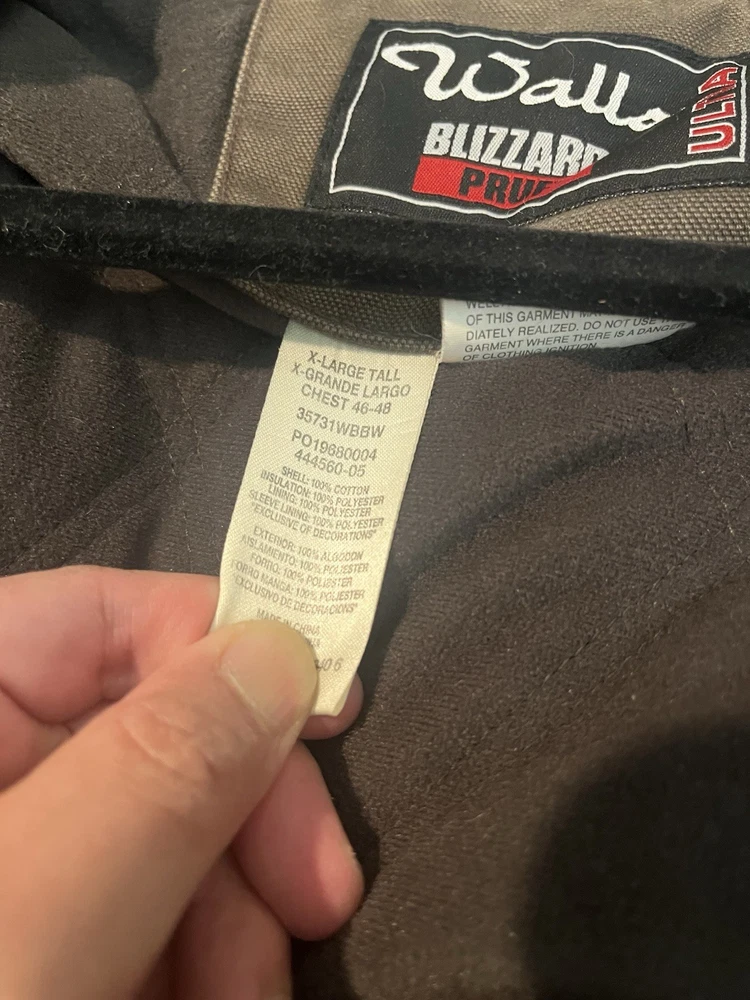 Walls
BLIZZARD
ULTRA
OF THIS GARMENT
DIATELY REALIZED. DO NOT USE
GARMENT WHERE THERE IS A DANGER
OF CLOTHING IGNITION.
X-LARGE TALL
X-GRANDE LARGO
CHEST 46-48
35731WBBW
PO19680004
444560-05
SHELL: 100% COTTON
INSULATION: 100% POLYESTER
LINING: 100% POLYESTER
SLEEVE LINING: 100% POLYESTER
*EXCLUSIVE OF DECORATIONS*
EXTERIOR: 100% ALGODON
AISLAMIENTO: 100% POLIESTER
FORRO: 100% POLIESTER
FORRO MANGA: 100% POLIESTER
*EXCLUSIVO DE DECORACIONS*
MADE IN CHINA